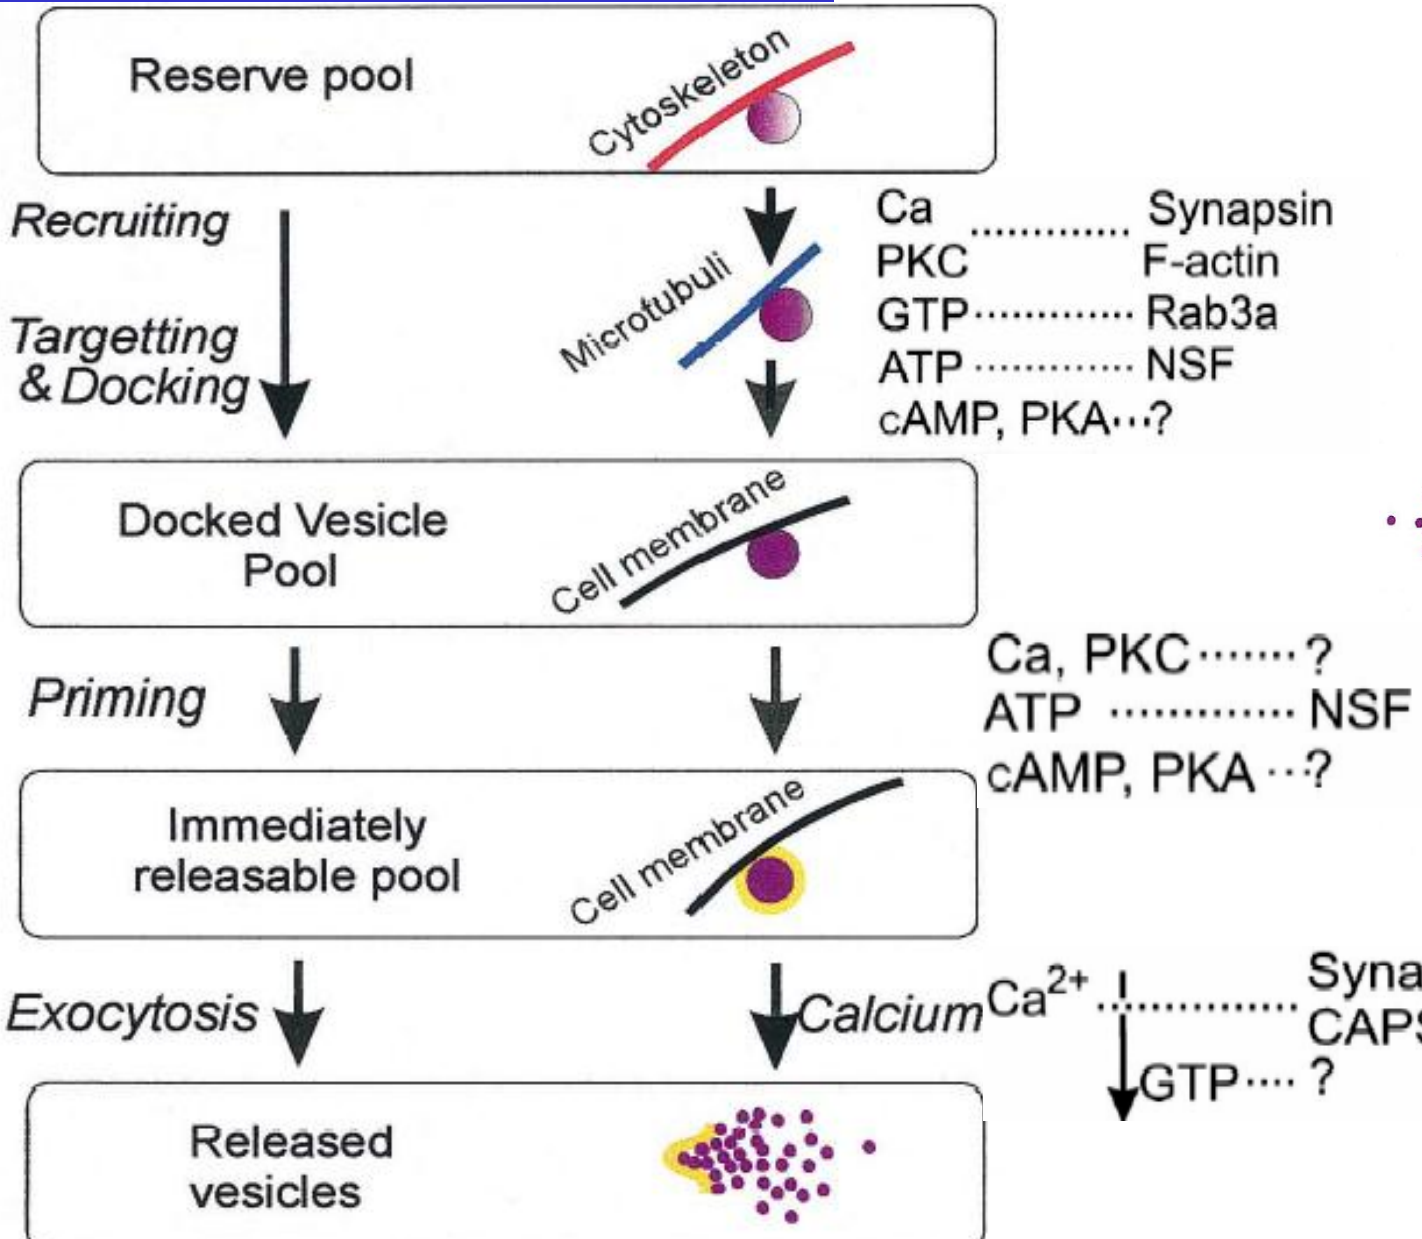 Reserve pool
Cytoskeleton
Recruiting
Targetting
& Docking
Microtubuli
Ca ............. Synapsin
PKC F-actin
GTP ............. Rab3a
ATP ............. NSF
cAMP, PKA...?
Docked Vesicle
Pool
Cell membrane
Priming
Ca, PKC .......?
ATP ............. NSF
cAMP, PKA ...?
Immediately
releasable pool
Cell membrane
Exocytosis
Calcium
Ca2+ ............. Syna
CAPS
GTP .... ?
Released
vesicles